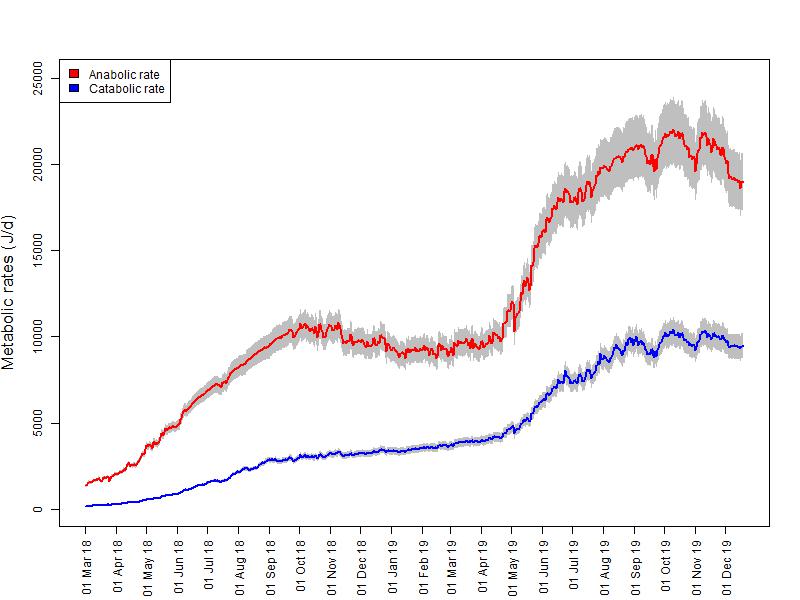 Anabolic rate
Catabolic rate
Metabolic rates (J/d)
25000
20000
15000
10000
5000
0
01 Mar 18
01 Apr 18
01 May 18
01 Jun 18
01 Jul 18
01 Aug 18
01 Sep 18
01 Oct 18
01 Nov 18
01 Dec 18
01 Jan 19
01 Feb 19
01 Mar 19
01 Apr 19
01 May 19
01 Jun 19
01 Jul 19
01 Aug 19
01 Sep 19
01 Oct 19
01 Nov 19
01 Dec 19